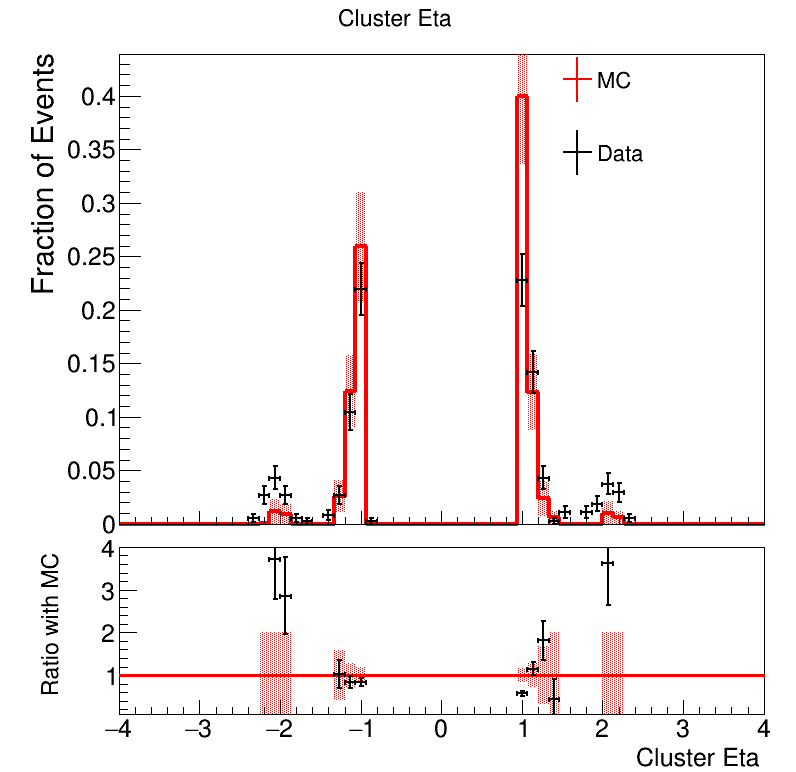 Cluster Eta
Fraction of Events
0.4
0.35
0.3
0.25
0.2
0.15
0.1
0.05
0
MC
Data
Ratio with MC
4
3
2
1
−4 −3 −2 −1 0 1 2 3 4
Cluster Eta